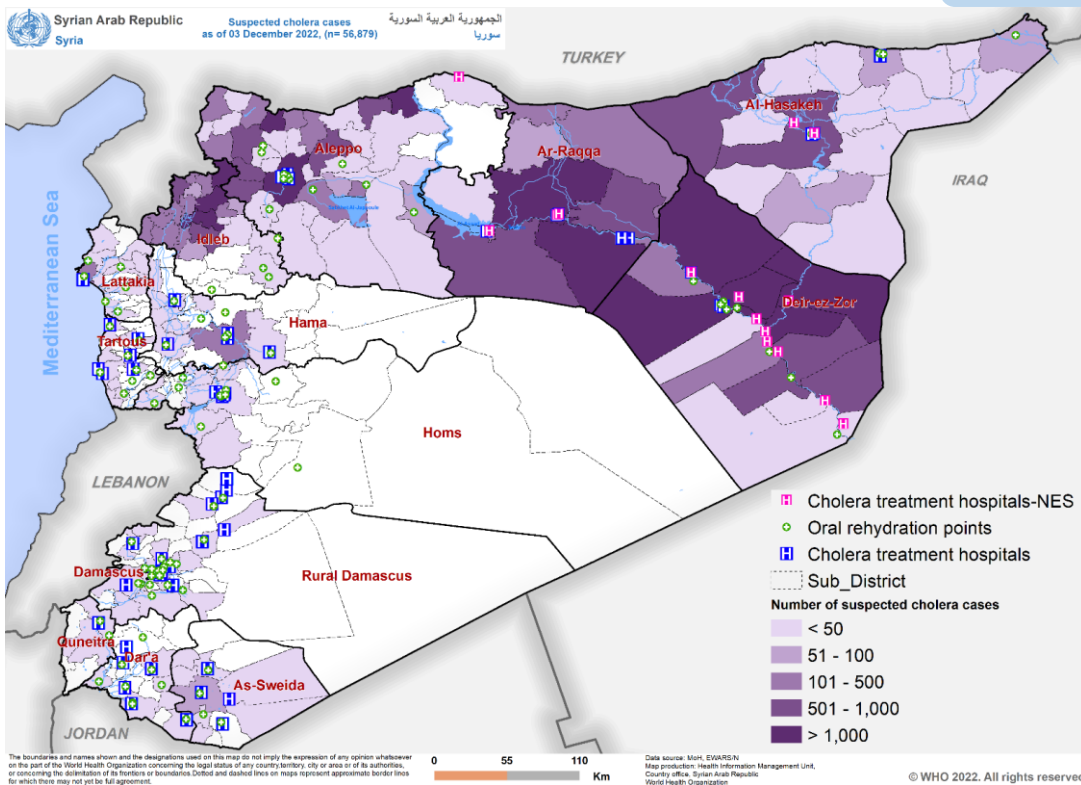 Syrian Arab Republic
Syria
Suspected cholera cases
as of 03 December 2022, (n= 56,879)
الجمهورية العربية السورية
سوريا
TURKEY
Al-Hasakeh
Aleppo
Ar-Raqqa
IRAQ
Mediterranean Sea
Idleb
Lattakia
Deir-ez-Zor
Hama
Tartous
Homs
LEBANON
Damascus
Rural Damascus
Quneitra
Dar'a
As-Sweida
JORDAN
H Cholera treatment hospitals-NES
Oral rehydration points
H Cholera treatment hospitals
Sub_District
Number of suspected cholera cases
< 50
51 - 100
101 - 500
501 - 1,000
> 1,000
The boundaries and names shown and the designations used on this map do not imply the expression of any opinion whatsoever
on the part of the World Health Organization concerning the legal status of any country,territory, city or area or of its authorities,
or concerning the delimitation of its frontiers or boundaries.Dotted and dashed lines on maps represent approximate border lines
for which there may not yet be full agreement.
0 55 110
Km
Data source: MoH, EWARS/N
Map production: Health Information Management Unit,
Country office, Syrian Arab Republic
World Health Organization
© WHO 2022. All rights reserved